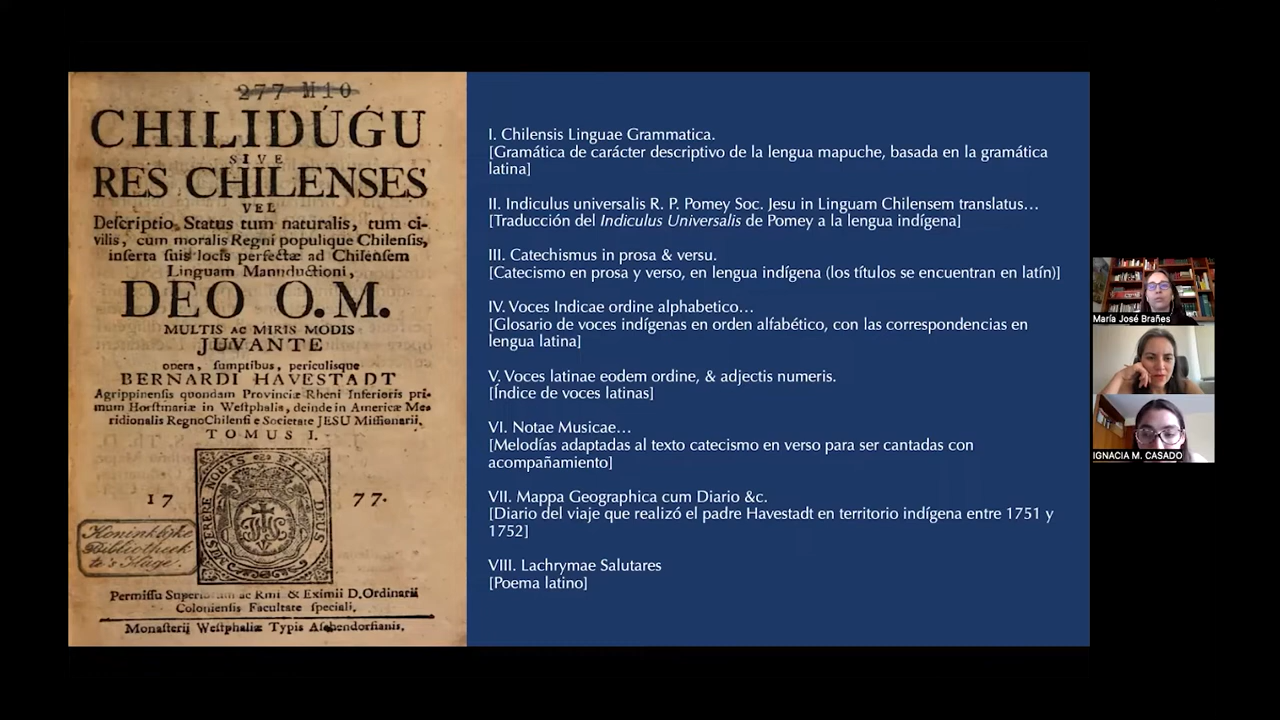 277 M10
CHILIDÚǴU
SIVE
RES CHILENSES
VEL
Deſcriptio Status tum naturalis, tum ci-
vilis, cum moralis Regni populique Chilenſis,
inſerta ſuis locis perfectæ ad Chilenſem
Linguam Manuductioni,
DEO O.M.
MULTIS AC MIRIS MODIS
JUVANTE
opera, ſumptibus, periculiſque
BERNARDI HAVESTADT
Agrippinenſis quondam Provinciæ Rheni Inferioris pri-
mum Horſtmariæ in Weſtphalia, deinde in Americæ Me-
ridionalis Regno Chilenſi e Societate JESU Miſſionarii.
TOMUS I.
MISERERE NOBIS FILI DEUS
IHS
17 77.
Koninklijke
Bibliotheek
te's Hage.
Permiſſu ac Rmi & Eximii D. Ordinarii
Colonienſis Facultate ſpeciali.
Monaſterij Weſtphaliæ Typis Aſchendorfianis.
I. Chilensis Linguae Grammatica.
[Gramática de carácter descriptivo de la lengua mapuche, basada en la gramática
latina]
II. Indiculus universalis R. P. Pomey Soc. Jesu in Linguam Chilensem translatus…
[Traducción del Indiculus Universalis de Pomey a la lengua indígena]
III. Catechismus in prosa & versu.
[Catecismo en prosa y verso, en lengua indígena (los títulos se encuentran en latín)]
IV. Voces Indicae ordine alphabetico…
[Glosario de voces indígenas en orden alfabético, con las correspondencias en
lengua latina]
V. Voces latinae eodem ordine, & adjectis numeris.
[Índice de voces latinas]
VI. Notae Musicae…
[Melodías adaptadas al texto catecismo en verso para ser cantadas con
acompañamiento]
VII. Mappa Geographica cum Diario &c.
[Diario del viaje que realizó el padre Havestadt en territorio indígena entre 1751 y
1752]
VIII. Lachrymae Salutares
[Poema latino]
María José Brañes
IGNACIA M. CASADO